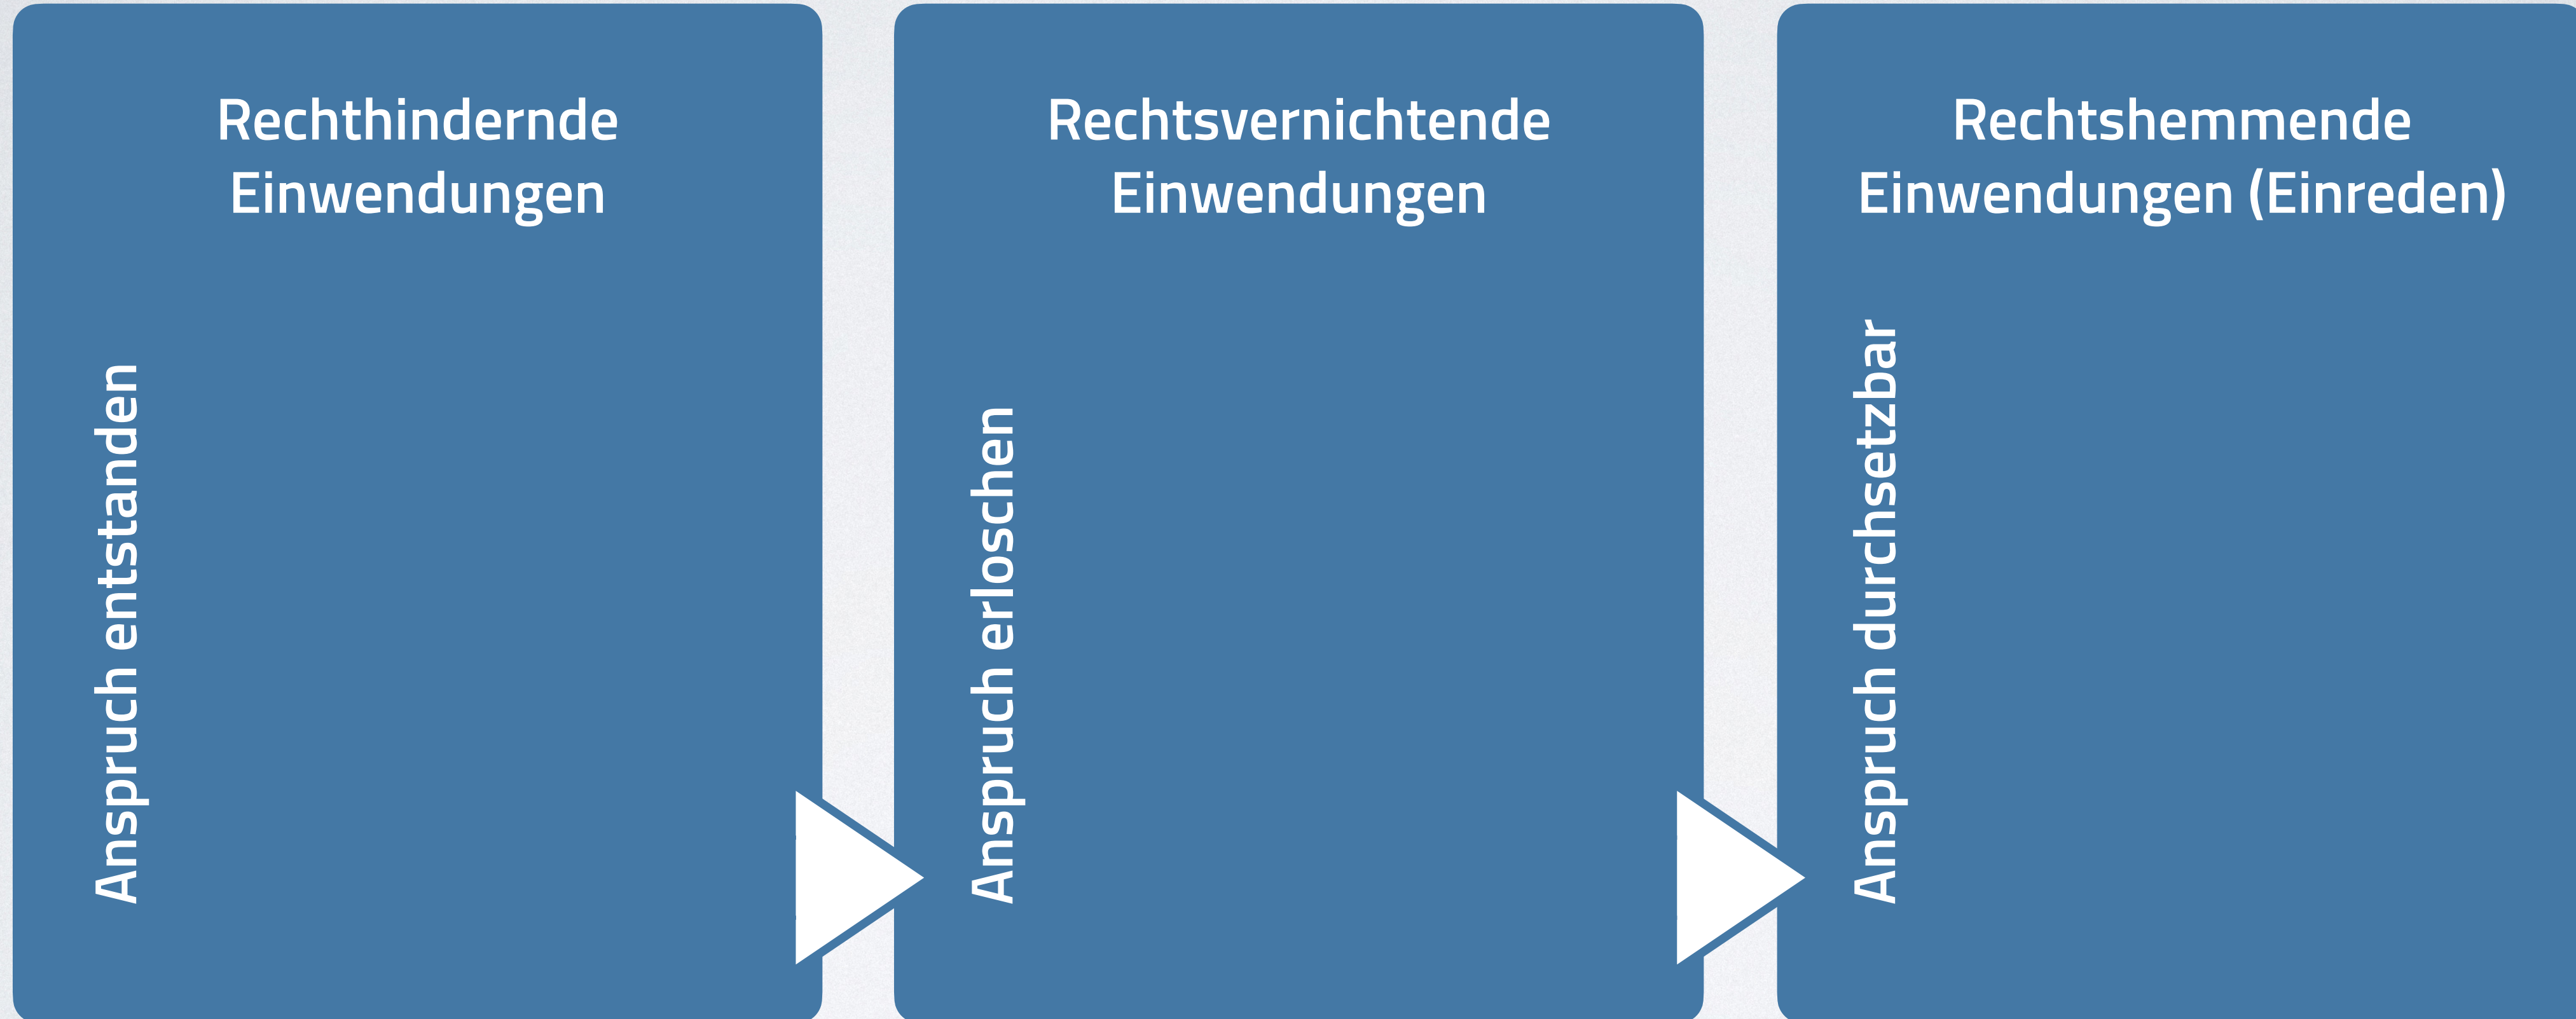 Rechthindernde
Einwendungen
Anspruch entstanden
Rechtsvernichtende
Einwendungen
Anspruch erloschen
Rechtshemmende
Einwendungen (Einreden)
Anspruch durchsetzbar